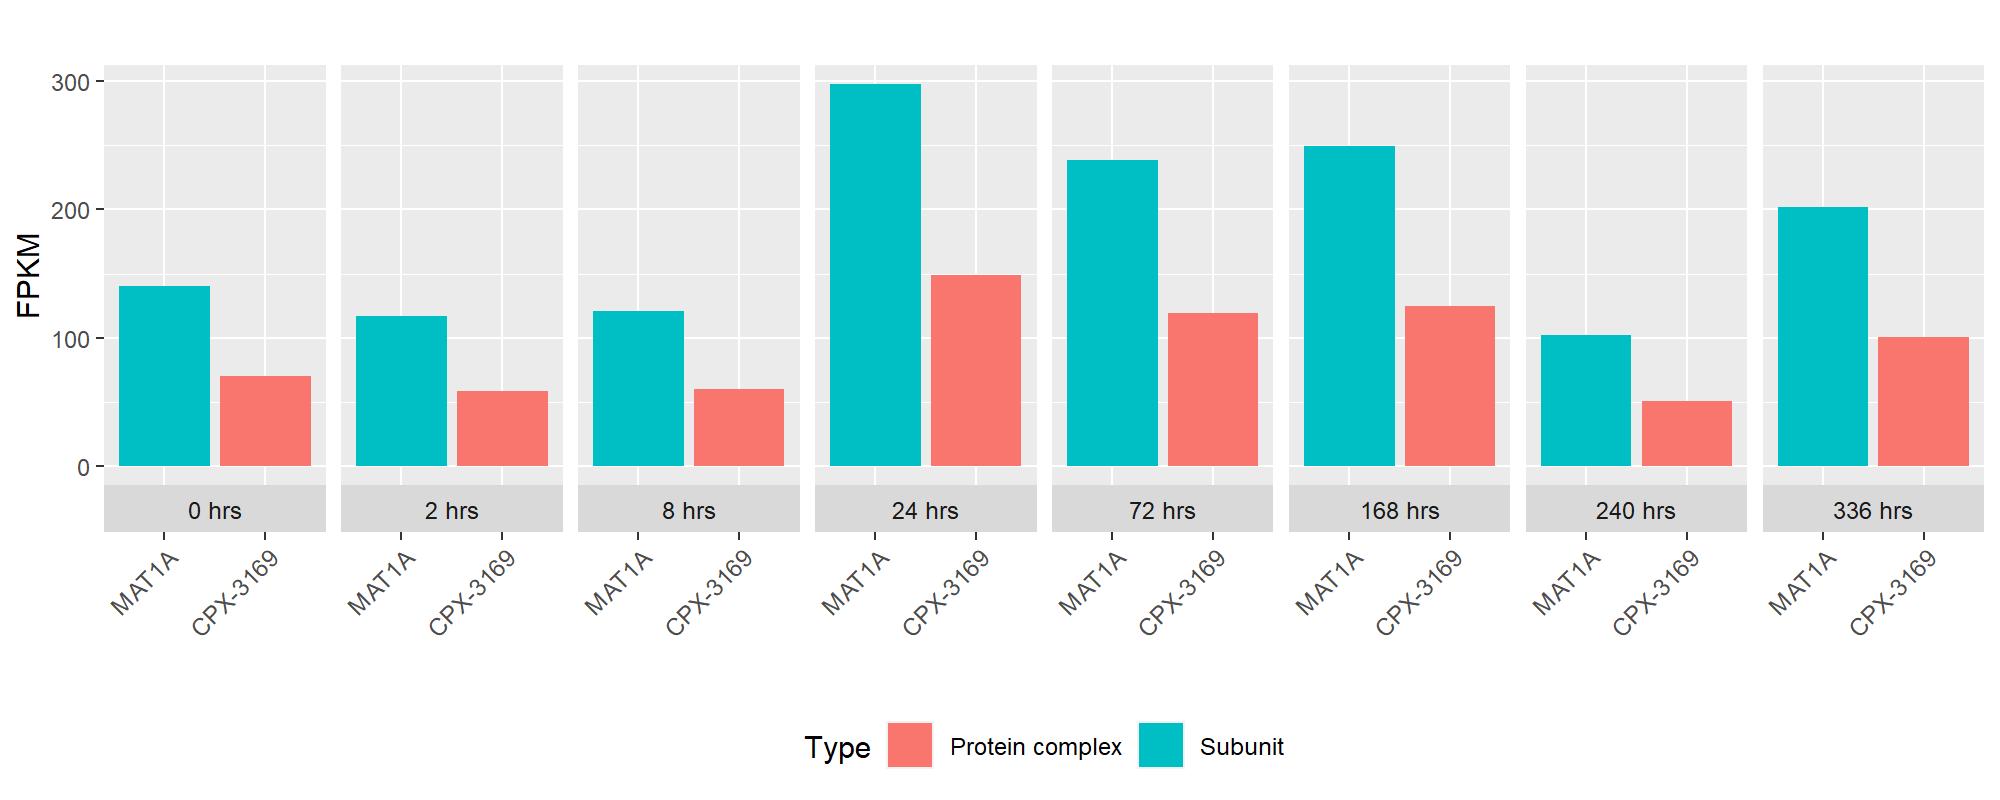 FPKM
300
200
100
0
0 hrs 2 hrs 8 hrs 24 hrs 72 hrs 168 hrs 240 hrs 336 hrs
MAT1A CPX-3169 MAT1A CPX-3169 MAT1A CPX-3169 MAT1A CPX-3169 MAT1A CPX-3169 MAT1A CPX-3169 MAT1A CPX-3169 MAT1A CPX-3169
Type Protein complex Subunit